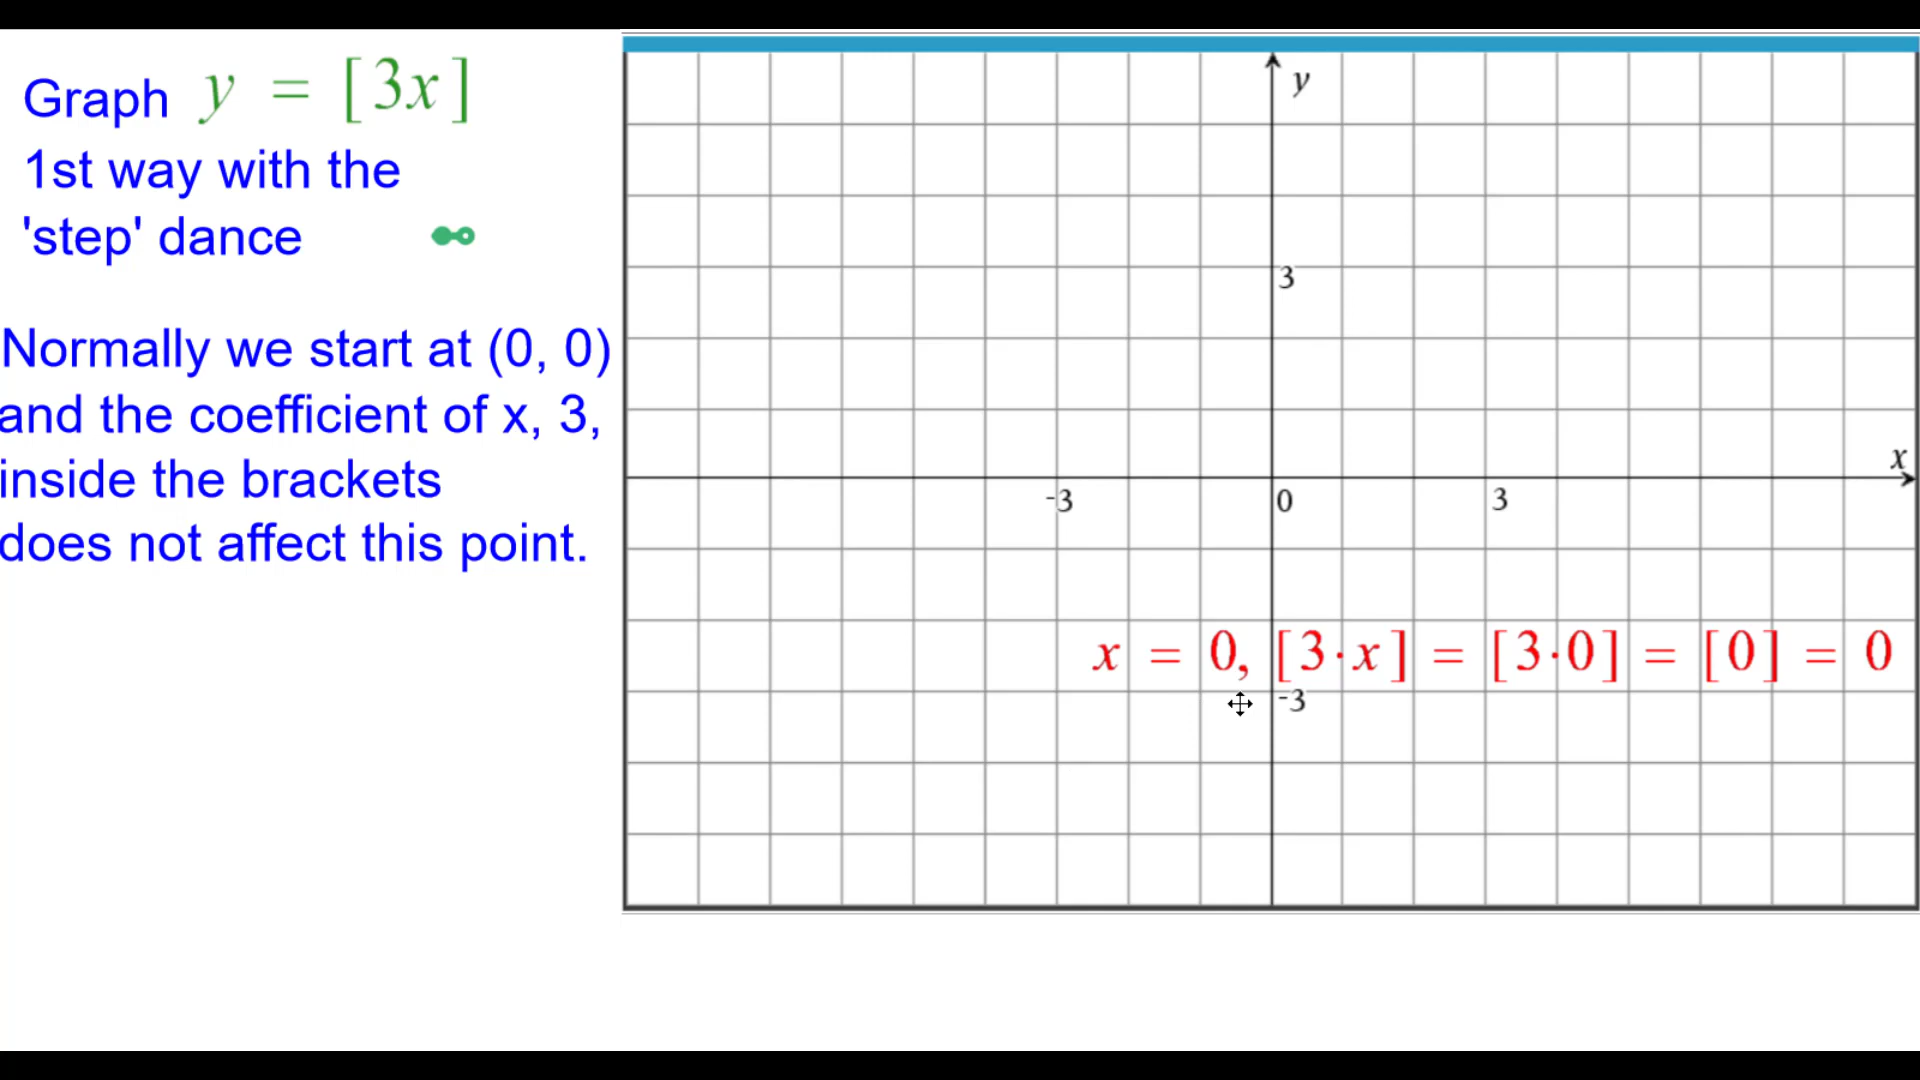 Graph y = [3x]
1st way with the
'step' dance
Normally we start at (0, 0)
and the coefficient of x, 3,
inside the brackets
does not affect this point.
y
3
x
-3 0 3
x = 0, [3·x] = [3·0] = [0] = 0
-3